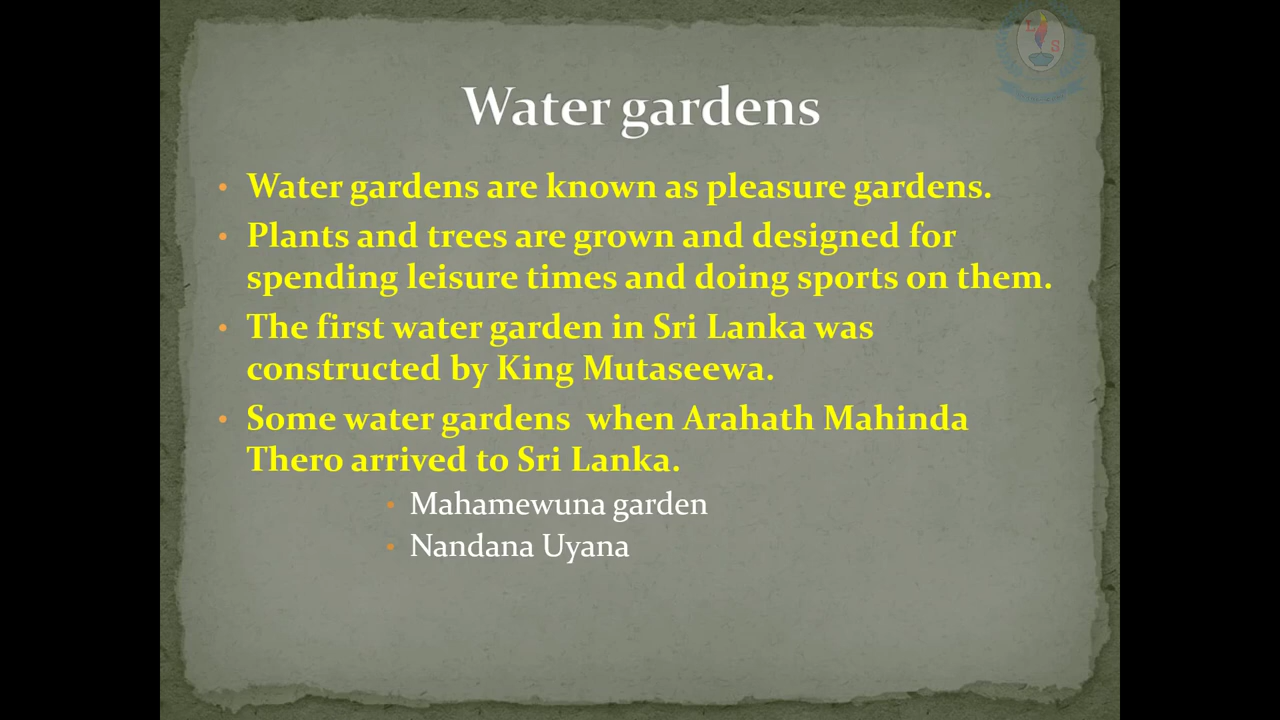 L
S
Water gardens
• Water gardens are known as pleasure gardens.
• Plants and trees are grown and designed for
spending leisure times and doing sports on them.
• The first water garden in Sri Lanka was
constructed by King Mutaseewa.
• Some water gardens  when Arahath Mahinda
Thero arrived to Sri Lanka.
• Mahamewuna garden
• Nandana Uyana